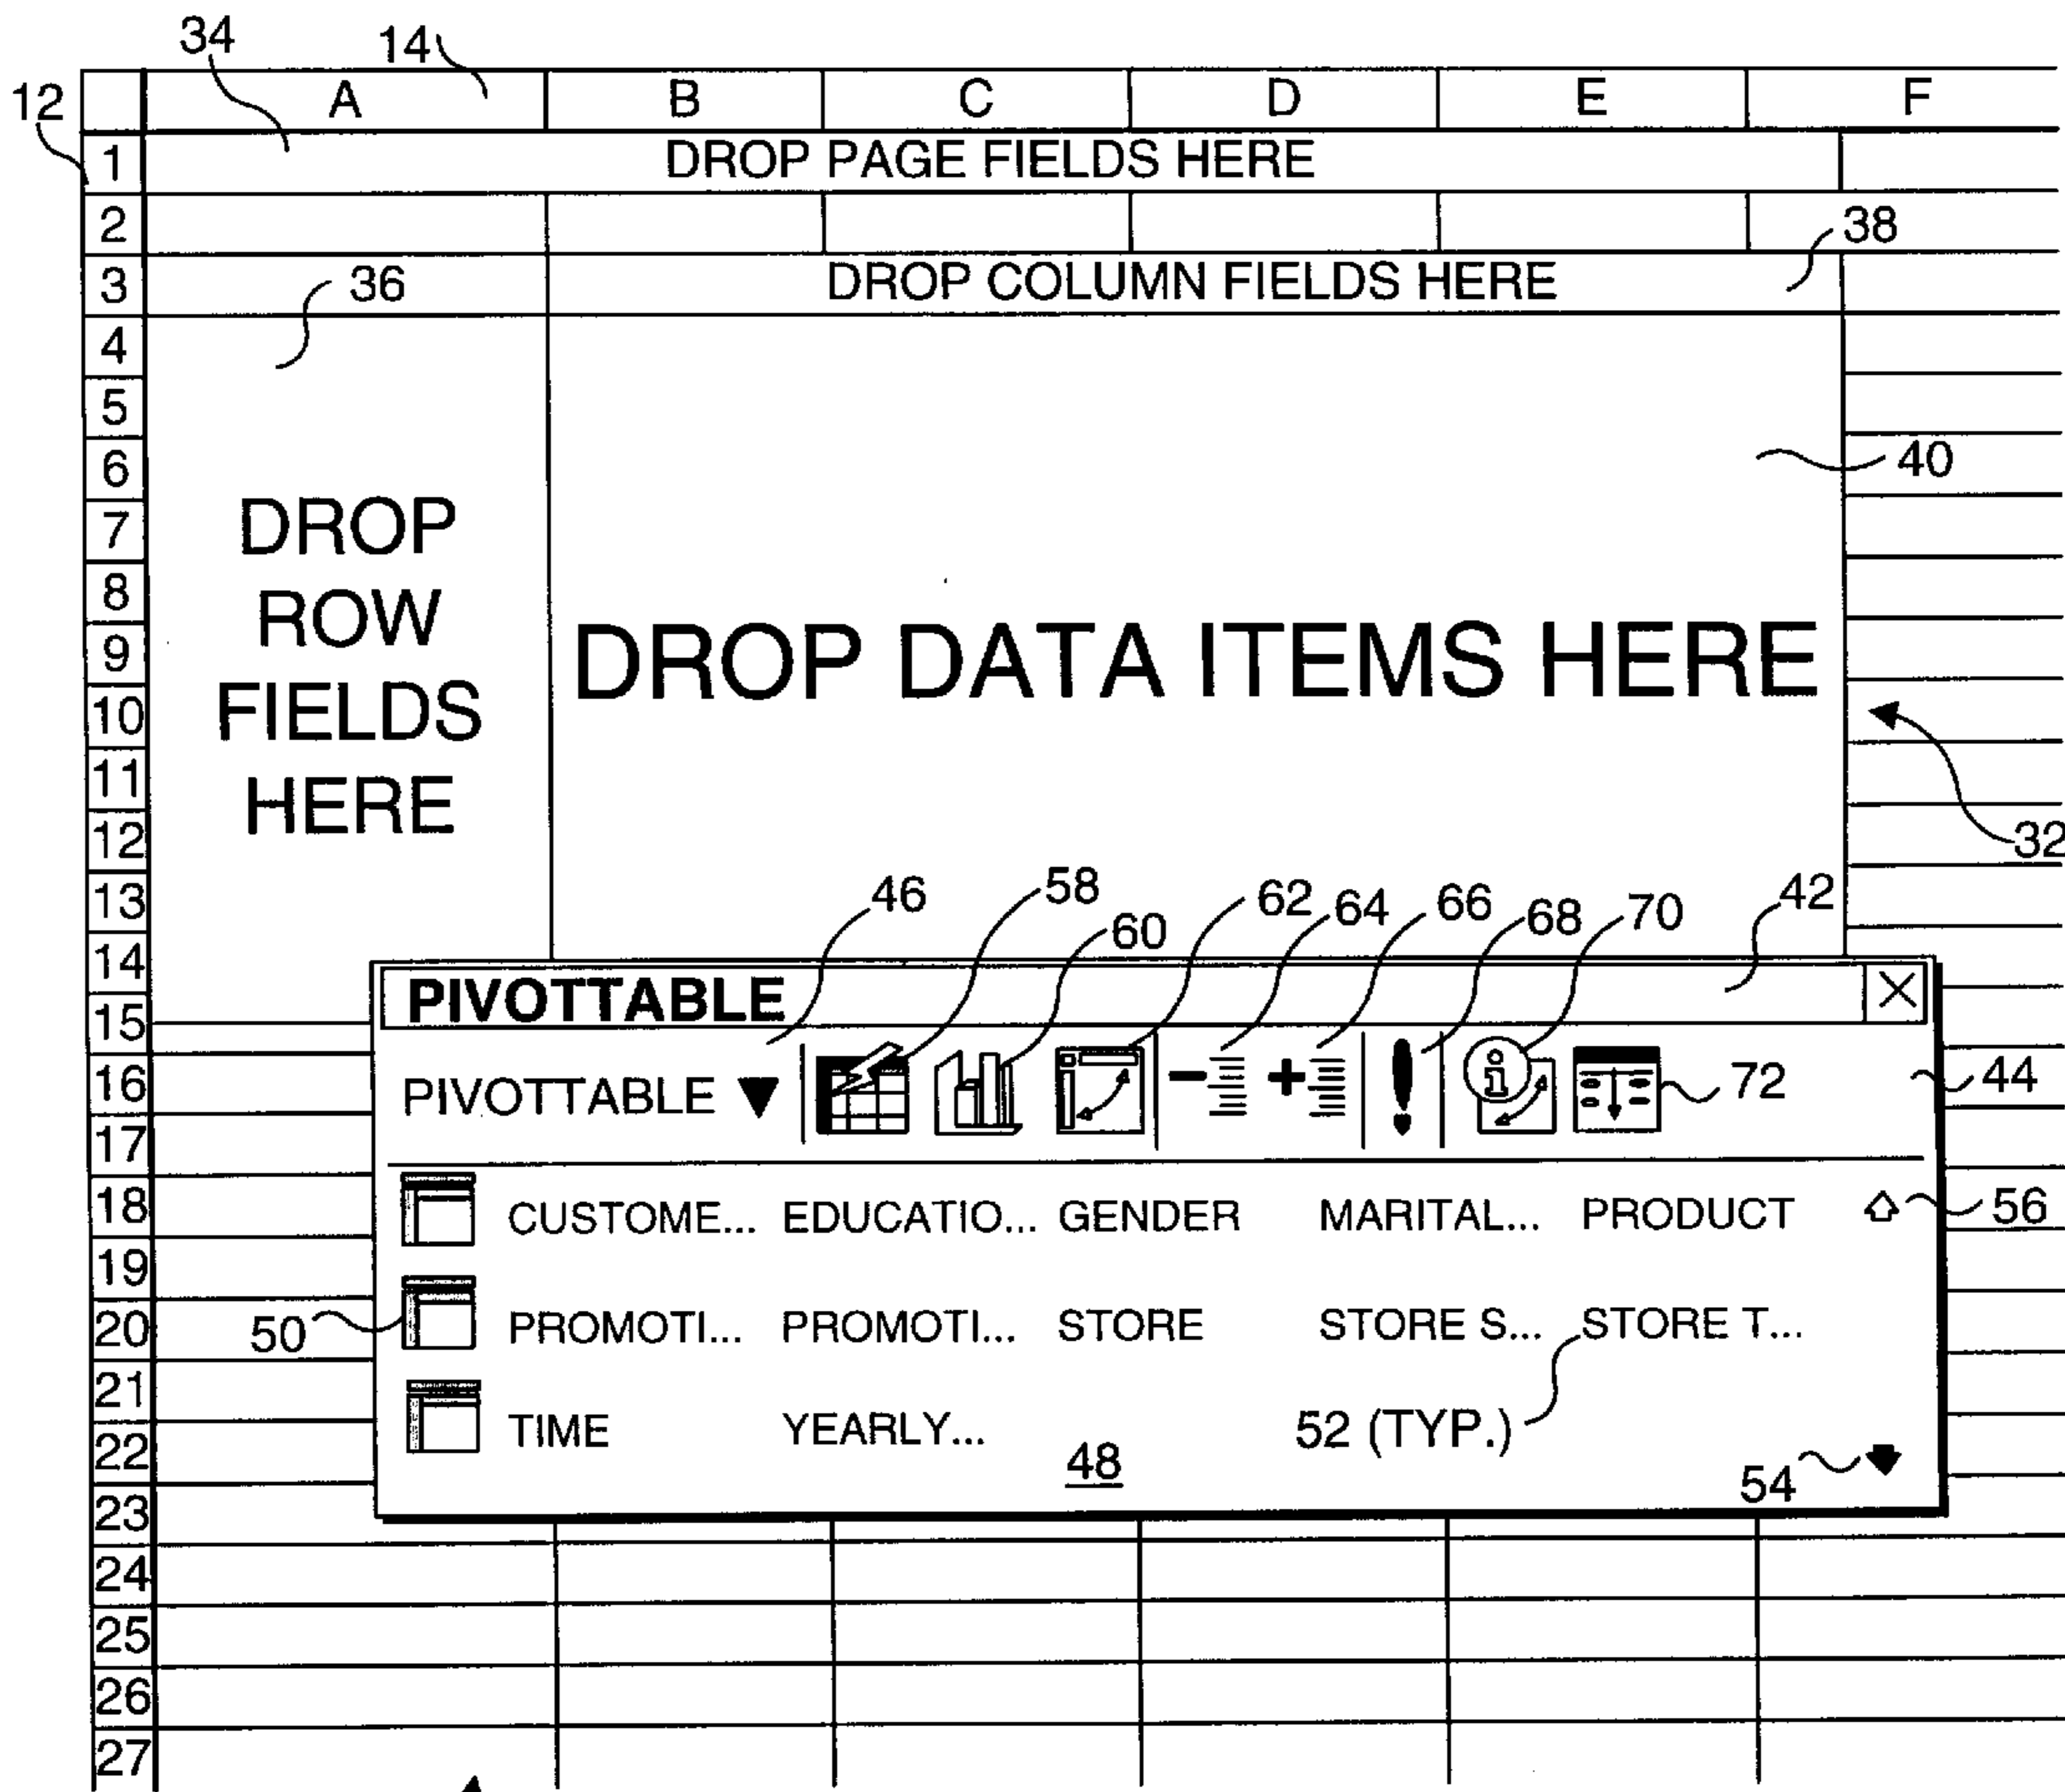 34 14
12 A B C D E F
1 DROP PAGE FIELDS HERE
2 38
3 36 DROP COLUMN FIELDS HERE
4
5
6 40
7 DROP
8 ROW
9 DROP DATA ITEMS HERE
10 FIELDS
11 HERE
12 32
13 46 58 60 62 64 66 68 70 42
14
15 PIVOTTABLE
16 PIVOTTABLE 72 44
17
18 CUSTOME... EDUCATIO... GENDER MARITAL... PRODUCT 56
19
20 50 PROMOTI... PROMOTI... STORE STORE S... STORE T...
21
22 TIME YEARLY... 48 52 (TYP.) 54
23
24
25
26
27